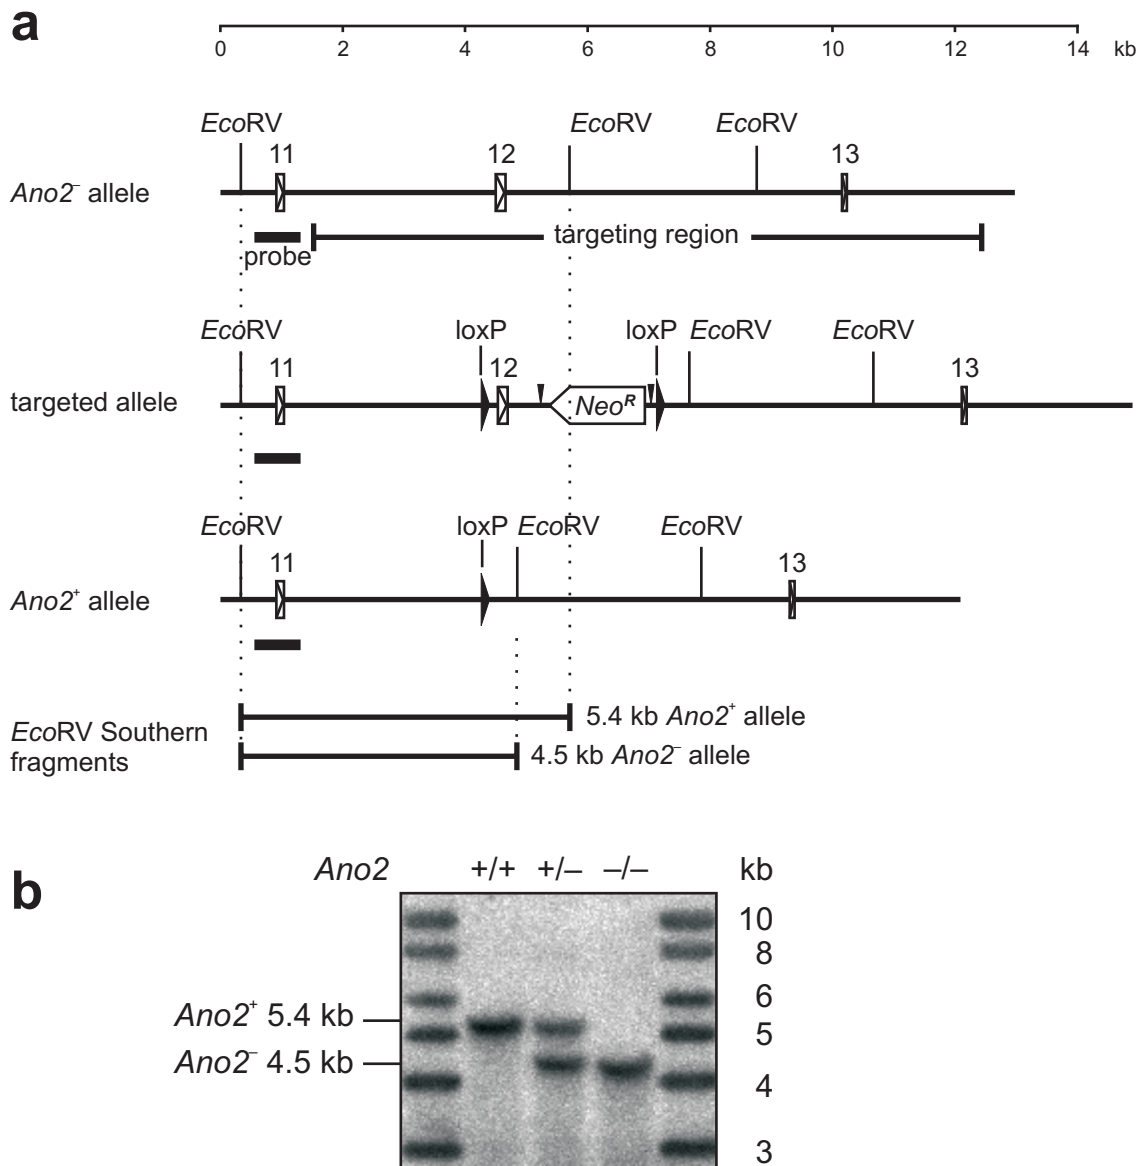 a
0 2 4 6 8 10 12 14 kb
EcoRV EcoRV EcoRV
11 12 13
Ano2⁻ allele
targeting region
probe
EcoRV loxP loxP EcoRV EcoRV
11 12 13
targeted allele
Neoᴿ
EcoRV loxP EcoRV EcoRV
11 13
Ano2⁺ allele
EcoRV Southern
fragments
5.4 kb Ano2⁺ allele
4.5 kb Ano2⁻ allele
b
Ano2 +/+ +/– –/– kb
10
8
6
Ano2⁺ 5.4 kb
5
Ano2⁻ 4.5 kb
4
3